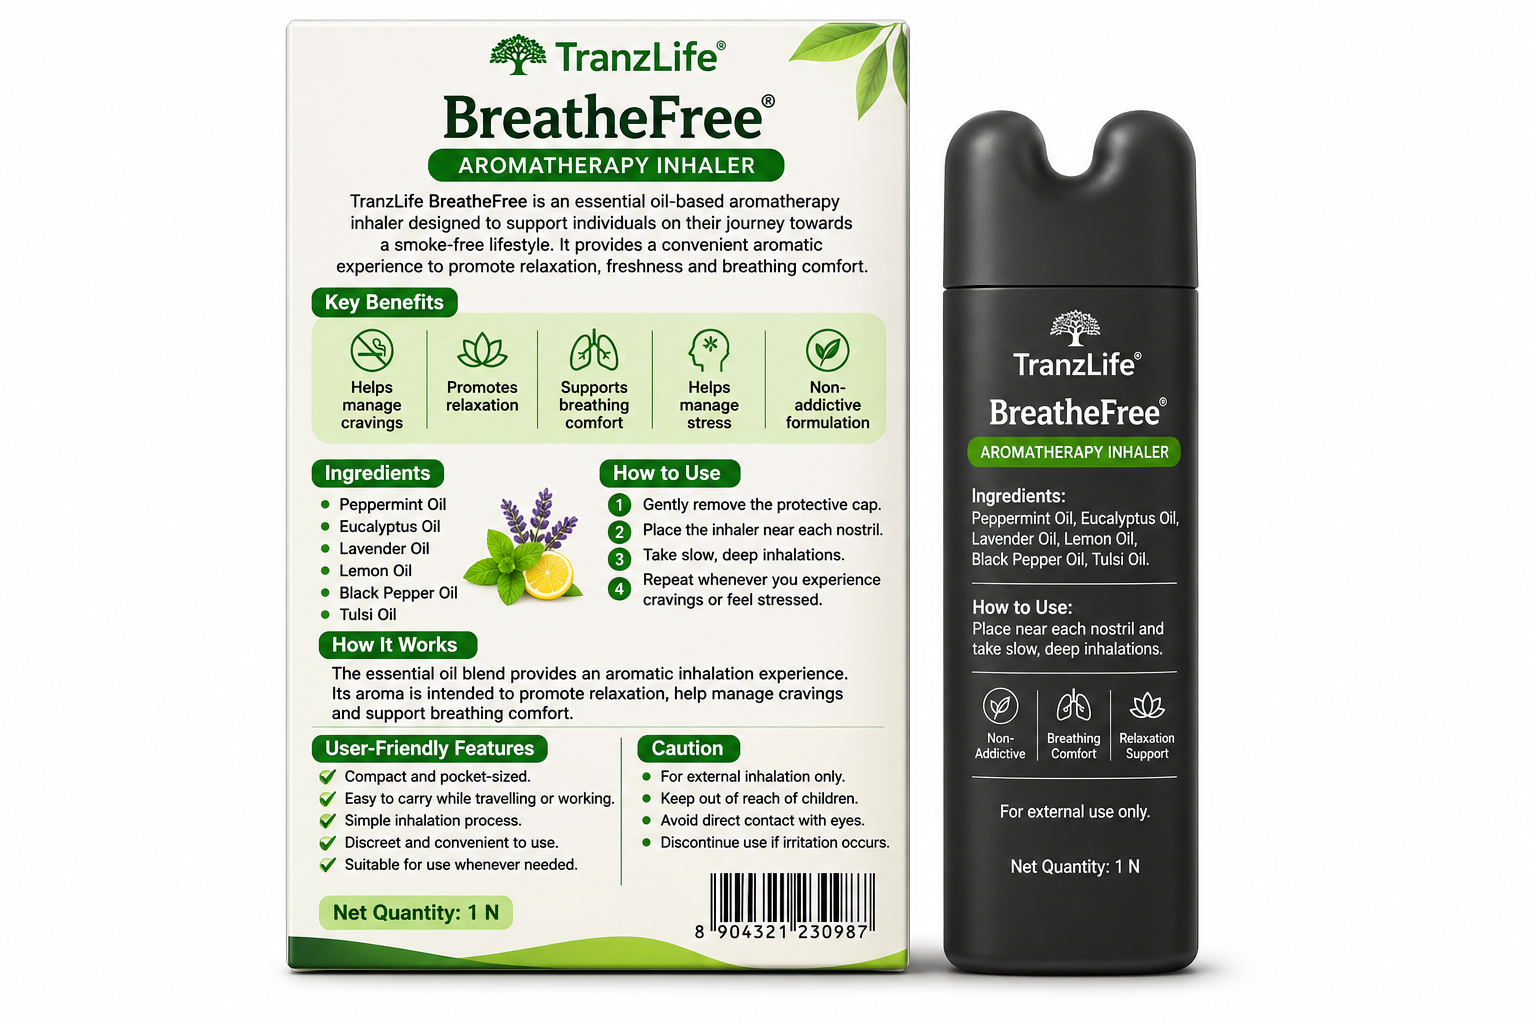 TranzLife®
BreatheFree®
AROMATHERAPY INHALER
TranzLife BreatheFree is an essential oil-based aromatherapy
inhaler designed to support individuals on their journey towards
a smoke-free lifestyle. It provides a convenient aromatic
experience to promote relaxation, freshness and breathing comfort.
Key Benefits
Helps
manage
cravings
Promotes
relaxation
Supports
breathing
comfort
Helps
manage
stress
Non-
addictive
formulation
Ingredients
• Peppermint Oil
• Eucalyptus Oil
• Lavender Oil
• Lemon Oil
• Black Pepper Oil
• Tulsi Oil
How to Use
1 Gently remove the protective cap.
2 Place the inhaler near each nostril.
3 Take slow, deep inhalations.
4 Repeat whenever you experience
cravings or feel stressed.
How It Works
The essential oil blend provides an aromatic inhalation experience.
Its aroma is intended to promote relaxation, help manage cravings
and support breathing comfort.
User-Friendly Features
Compact and pocket-sized.
Easy to carry while travelling or working.
Simple inhalation process.
Discreet and convenient to use.
Suitable for use whenever needed.
Caution
• For external inhalation only.
• Keep out of reach of children.
• Avoid direct contact with eyes.
• Discontinue use if irritation occurs.
Net Quantity: 1 N
8 904321 230987
TranzLife®
BreatheFree®
AROMATHERAPY INHALER
Ingredients:
Peppermint Oil, Eucalyptus Oil,
Lavender Oil, Lemon Oil,
Black Pepper Oil, Tulsi Oil.
How to Use:
Place near each nostril and
take slow, deep inhalations.
Non-
Addictive
Breathing
Comfort
Relaxation
Support
For external use only.
Net Quantity: 1 N